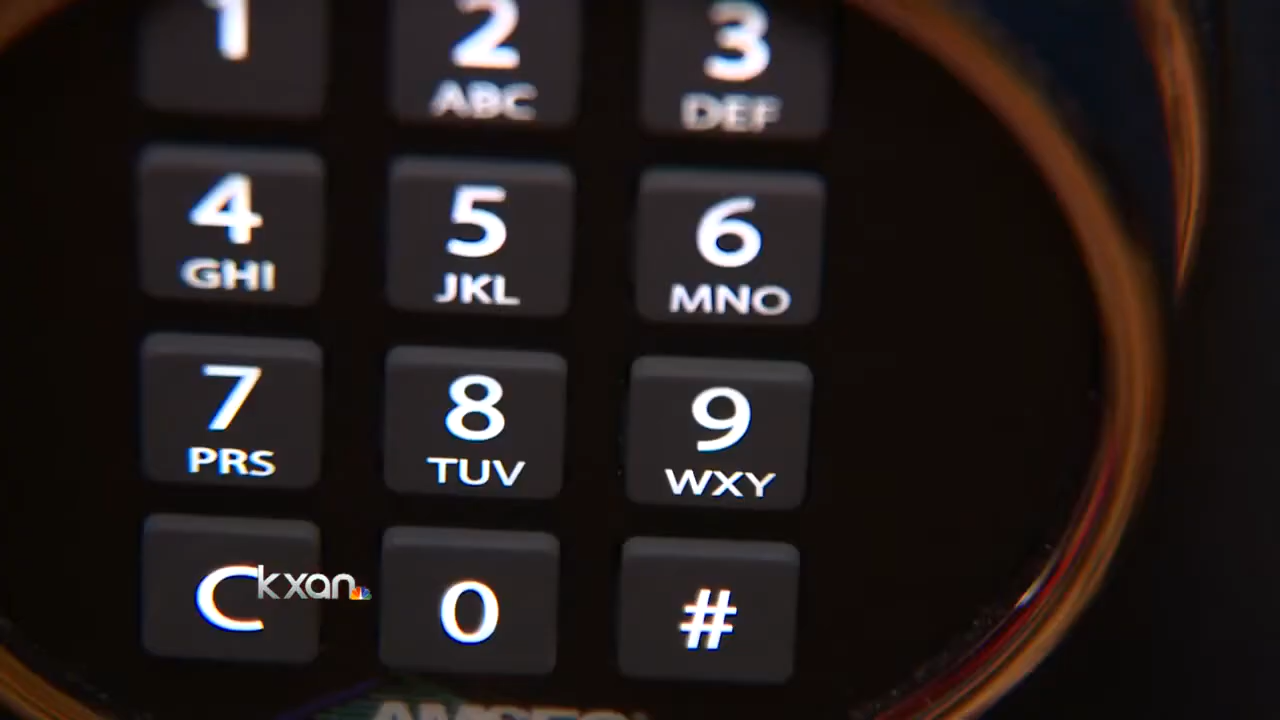 1 2 3
ABC DEF
4 5 6
GHI JKL MNO
7 8 9
PRS TUV WXY
C 0 #
kxan